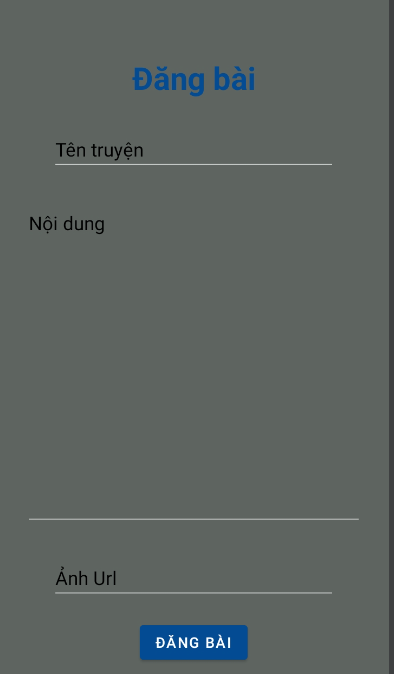 Đăng bài
Tên truyện
Nội dung
Ảnh Url
ĐĂNG BÀI